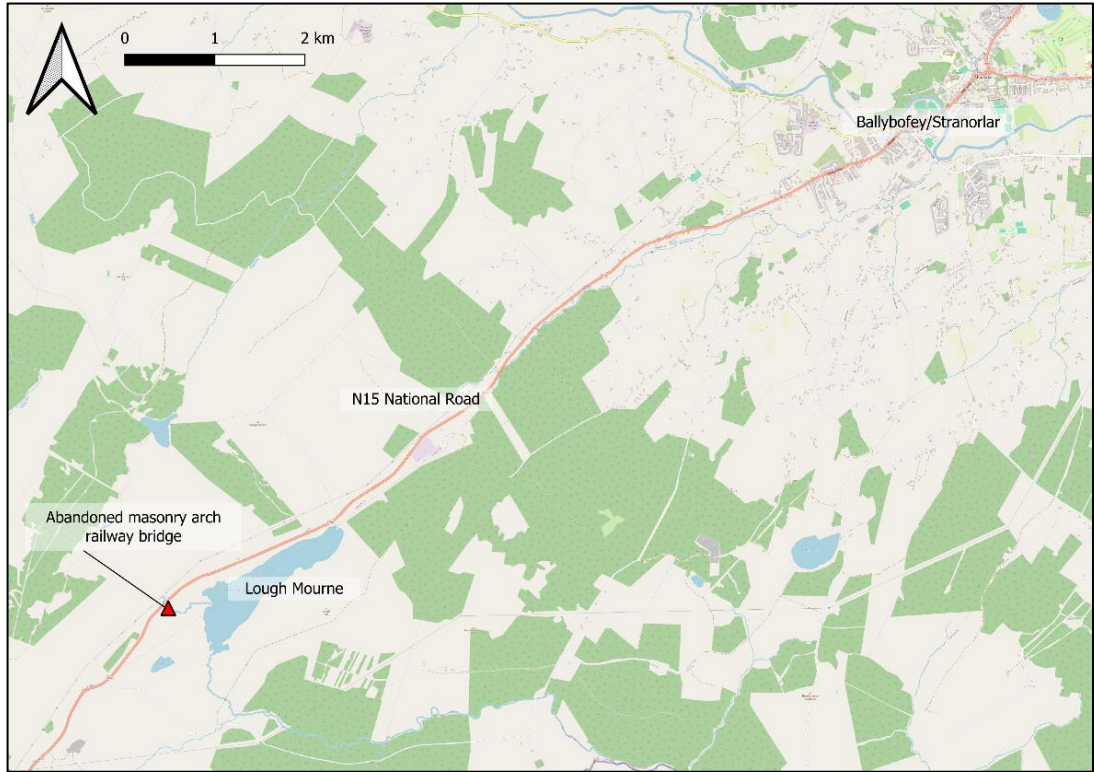 0 1 2 km
Ballybofey/Stranorlar
N15 National Road
Abandoned masonry arch
railway bridge
Lough Mourne